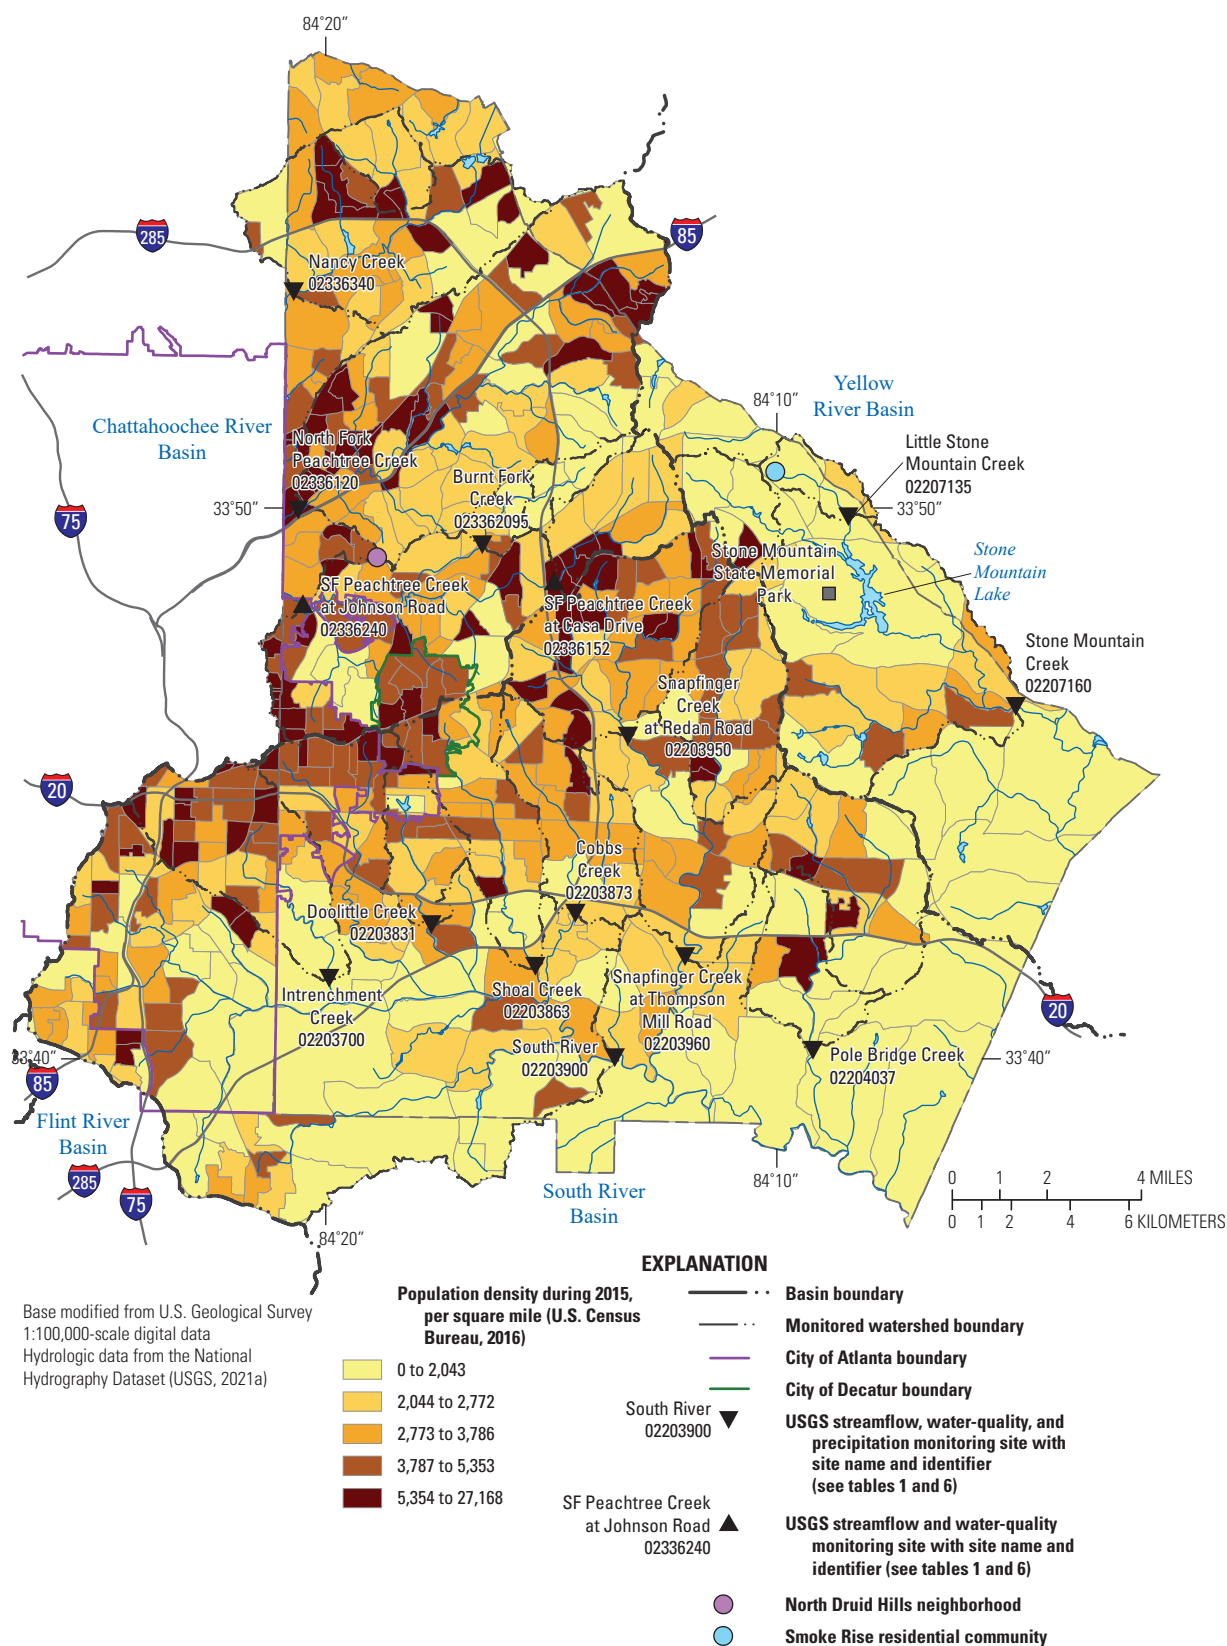 84°20”
285
85
Nancy Creek
02336340
Chattahoochee River
Basin
Yellow
River Basin
84°10”
North Fork
Peachtree Creek
02336120
Burnt Fork
Creek
023362095
Little Stone
Mountain Creek
02207135
33°50”
33°50”
75
Stone Mountain
State Memorial
Park
Stone
Mountain
Lake
SF Peachtree Creek
at Johnson Road
02336240
SF Peachtree Creek
at Casa Drive
02336152
Stone Mountain
Creek
02207160
Snapfinger
Creek
at Redan Road
02203950
20
Cobbs
Creek
02203873
Doolittle Creek
02203831
Intrenchment
Creek
02203700
Shoal Creek
02203863
Snapfinger Creek
at Thompson
Mill Road
02203960
20
South River
02203900
Pole Bridge Creek
02204037
33°40”
33°40”
85
Flint River
Basin
285
75
South River
Basin
84°10”
84°20”
0 1 2 4 MILES
0 1 2 4 6 KILOMETERS
EXPLANATION
Base modified from U.S. Geological Survey
1:100,000-scale digital data
Hydrologic data from the National
Hydrography Dataset (USGS, 2021a)
Population density during 2015,
per square mile (U.S. Census
Bureau, 2016)
0 to 2,043
2,044 to 2,772
2,773 to 3,786
3,787 to 5,353
5,354 to 27,168
Basin boundary
Monitored watershed boundary
City of Atlanta boundary
City of Decatur boundary
South River
02203900
USGS streamflow, water-quality, and
precipitation monitoring site with
site name and identifier
(see tables 1 and 6)
SF Peachtree Creek
at Johnson Road
02336240
USGS streamflow and water-quality
monitoring site with site name and
identifier (see tables 1 and 6)
North Druid Hills neighborhood
Smoke Rise residential community